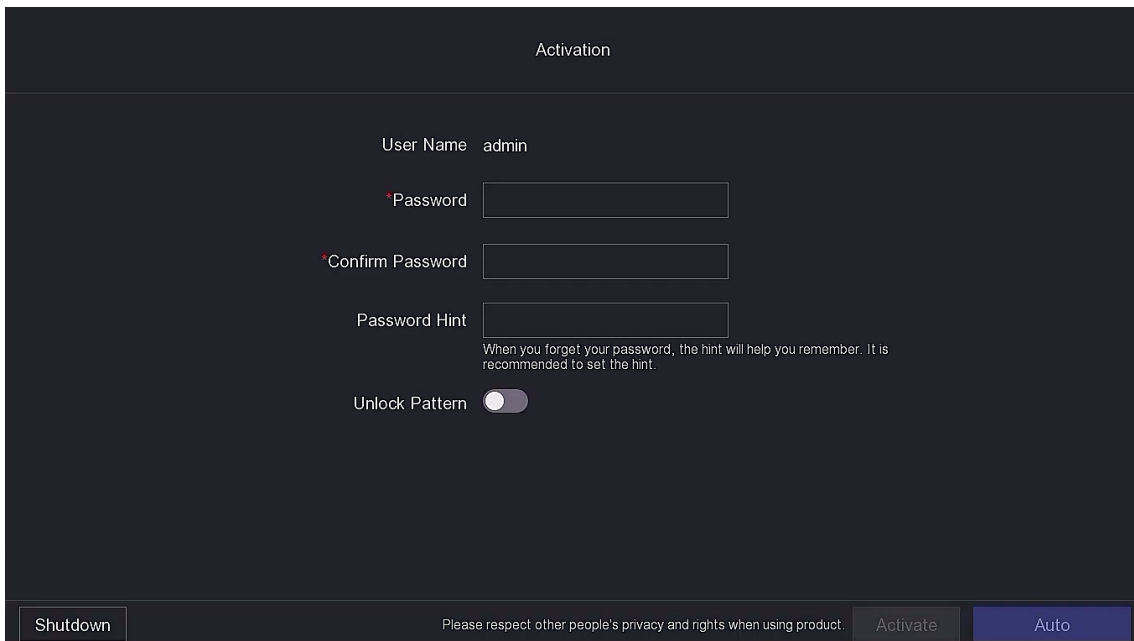 Activation
User Name admin
*Password
*Confirm Password
Password Hint
When you forget your password, the hint will help you remember. It is
recommended to set the hint.
Unlock Pattern
Shutdown Please respect other people's privacy and rights when using product. Activate Auto